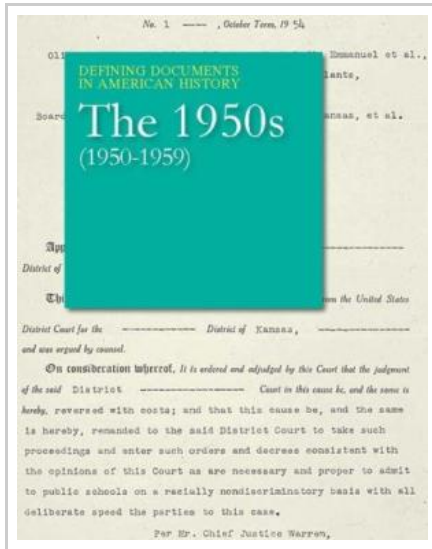 No. 1 ——— , October Term, 19 54
Oli Emmanuel et al.,
lants,
DEFINING DOCUMENTS
IN AMERICAN HISTORY
The 1950s
(1950-1959)
Boar ansas, et al.
App
District of
Thi on the United States
District Court for the District of Kansas,
and was argued by counsel.
On consideration whereof, It is ordered and adjudged by this Court that the judgment
of the said District Court in this cause be, and the same is
hereby, reversed with costs; and that this cause be, and the same
is hereby, remanded to the said District Court to take such
proceedings and enter such orders and decrees consistent with
the opinions of this Court as are necessary and proper to admit
to public schools on a racially nondiscriminatory basis with all
deliberate speed the parties to this case.
Per Mr. Chief Justice Warren,